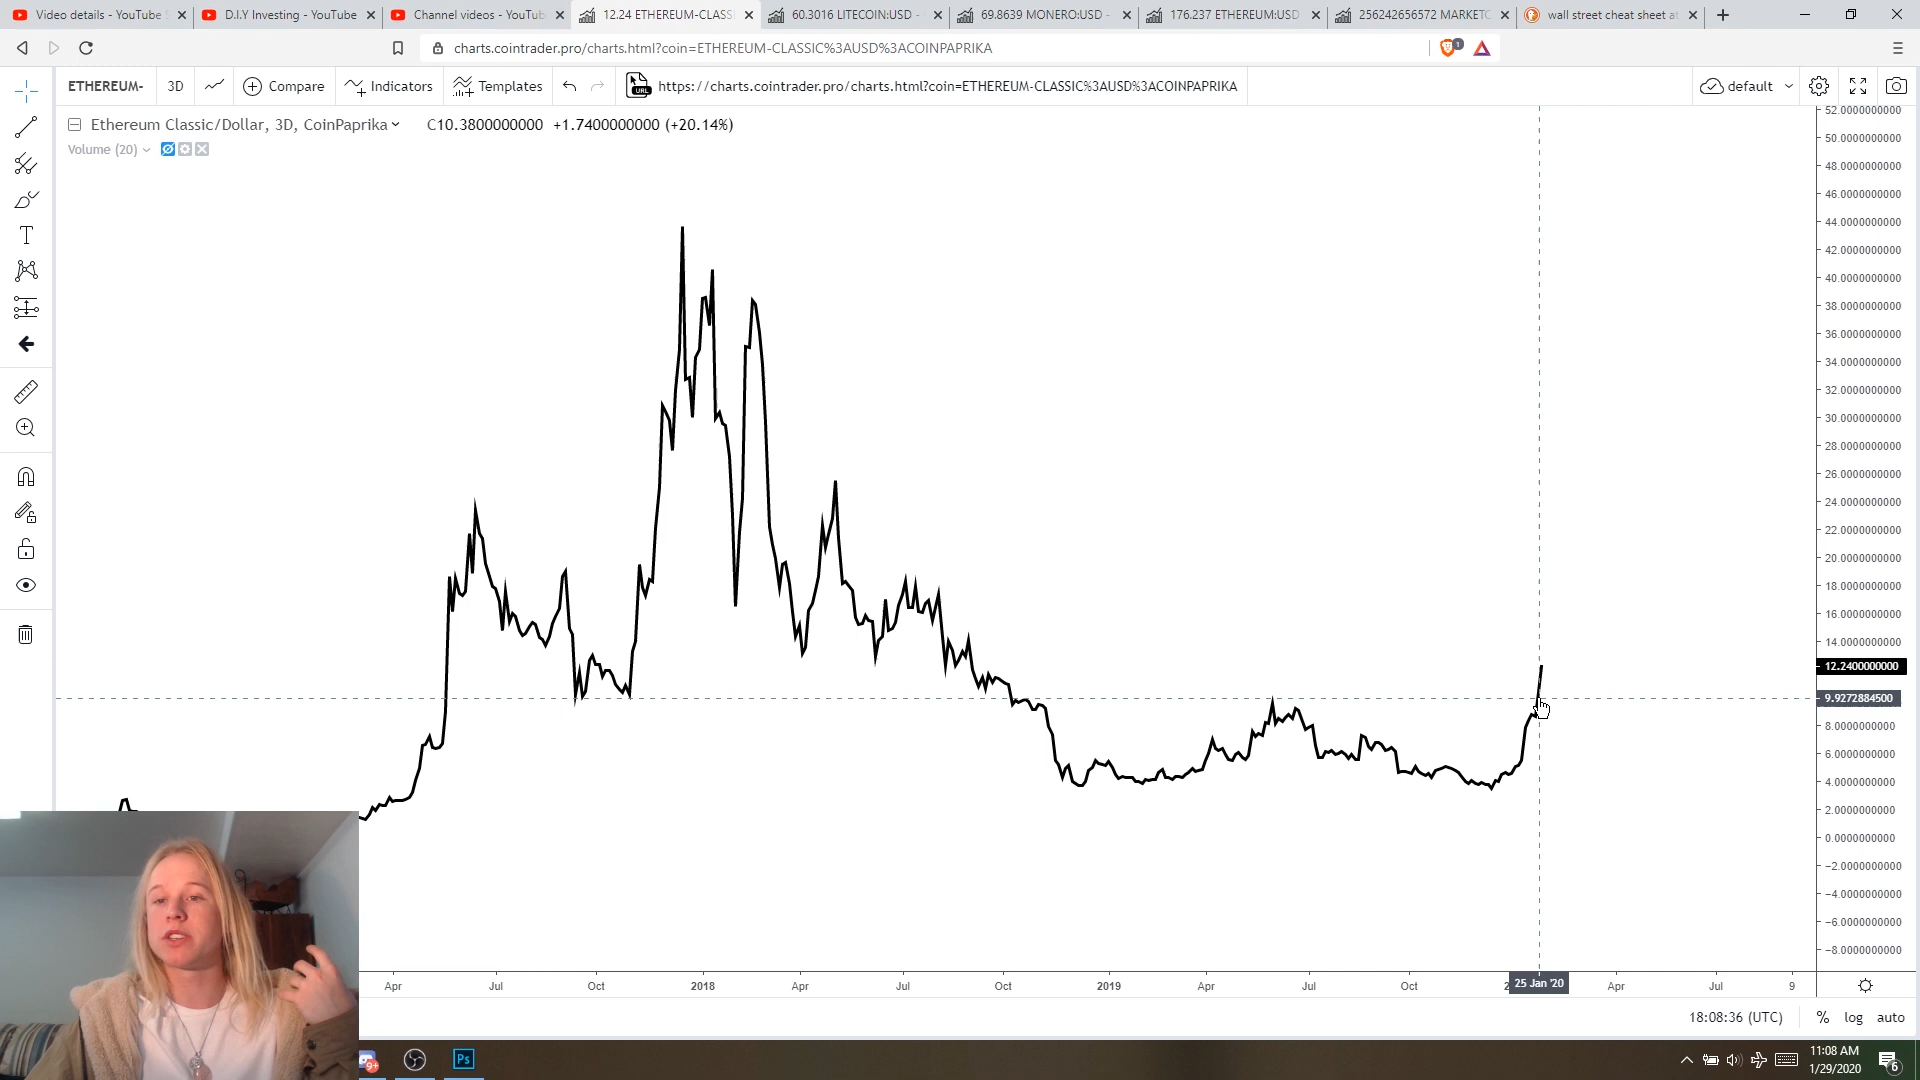 Video details - YouTube S
D.I.Y Investing - YouTube
Channel videos - YouTube
12.24 ETHEREUM-CLASSI
60.3016 LITECOIN:USD -
69.8639 MONERO:USD -
176.237 ETHEREUM:USD
256242656572 MARKETC
wall street cheat sheet at
charts.cointrader.pro/charts.html?coin=ETHEREUM-CLASSIC%3AUSD%3ACOINPAPRIKA
1
ETHEREUM-
3D
Compare
Indicators
Templates
URL
https://charts.cointrader.pro/charts.html?coin=ETHEREUM-CLASSIC%3AUSD%3ACOINPAPRIKA
default
Ethereum Classic/Dollar, 3D, CoinPaprika
C10.3800000000 +1.7400000000 (+20.14%)
Volume (20)
52.0000000000
50.0000000000
48.0000000000
46.0000000000
44.0000000000
42.0000000000
40.0000000000
38.0000000000
36.0000000000
34.0000000000
32.0000000000
30.0000000000
28.0000000000
26.0000000000
24.0000000000
22.0000000000
20.0000000000
18.0000000000
16.0000000000
14.0000000000
12.2400000000
9.9272884500
8.0000000000
6.0000000000
4.0000000000
2.0000000000
0.0000000000
−2.0000000000
−4.0000000000
−6.0000000000
−8.0000000000
Apr
Jul
Oct
2018
Apr
Jul
Oct
2019
Apr
Jul
Oct
25 Jan '20
Apr
Jul
9
18:08:36 (UTC)
%
log
auto
9+
Ps
11:08 AM
1/29/2020
6